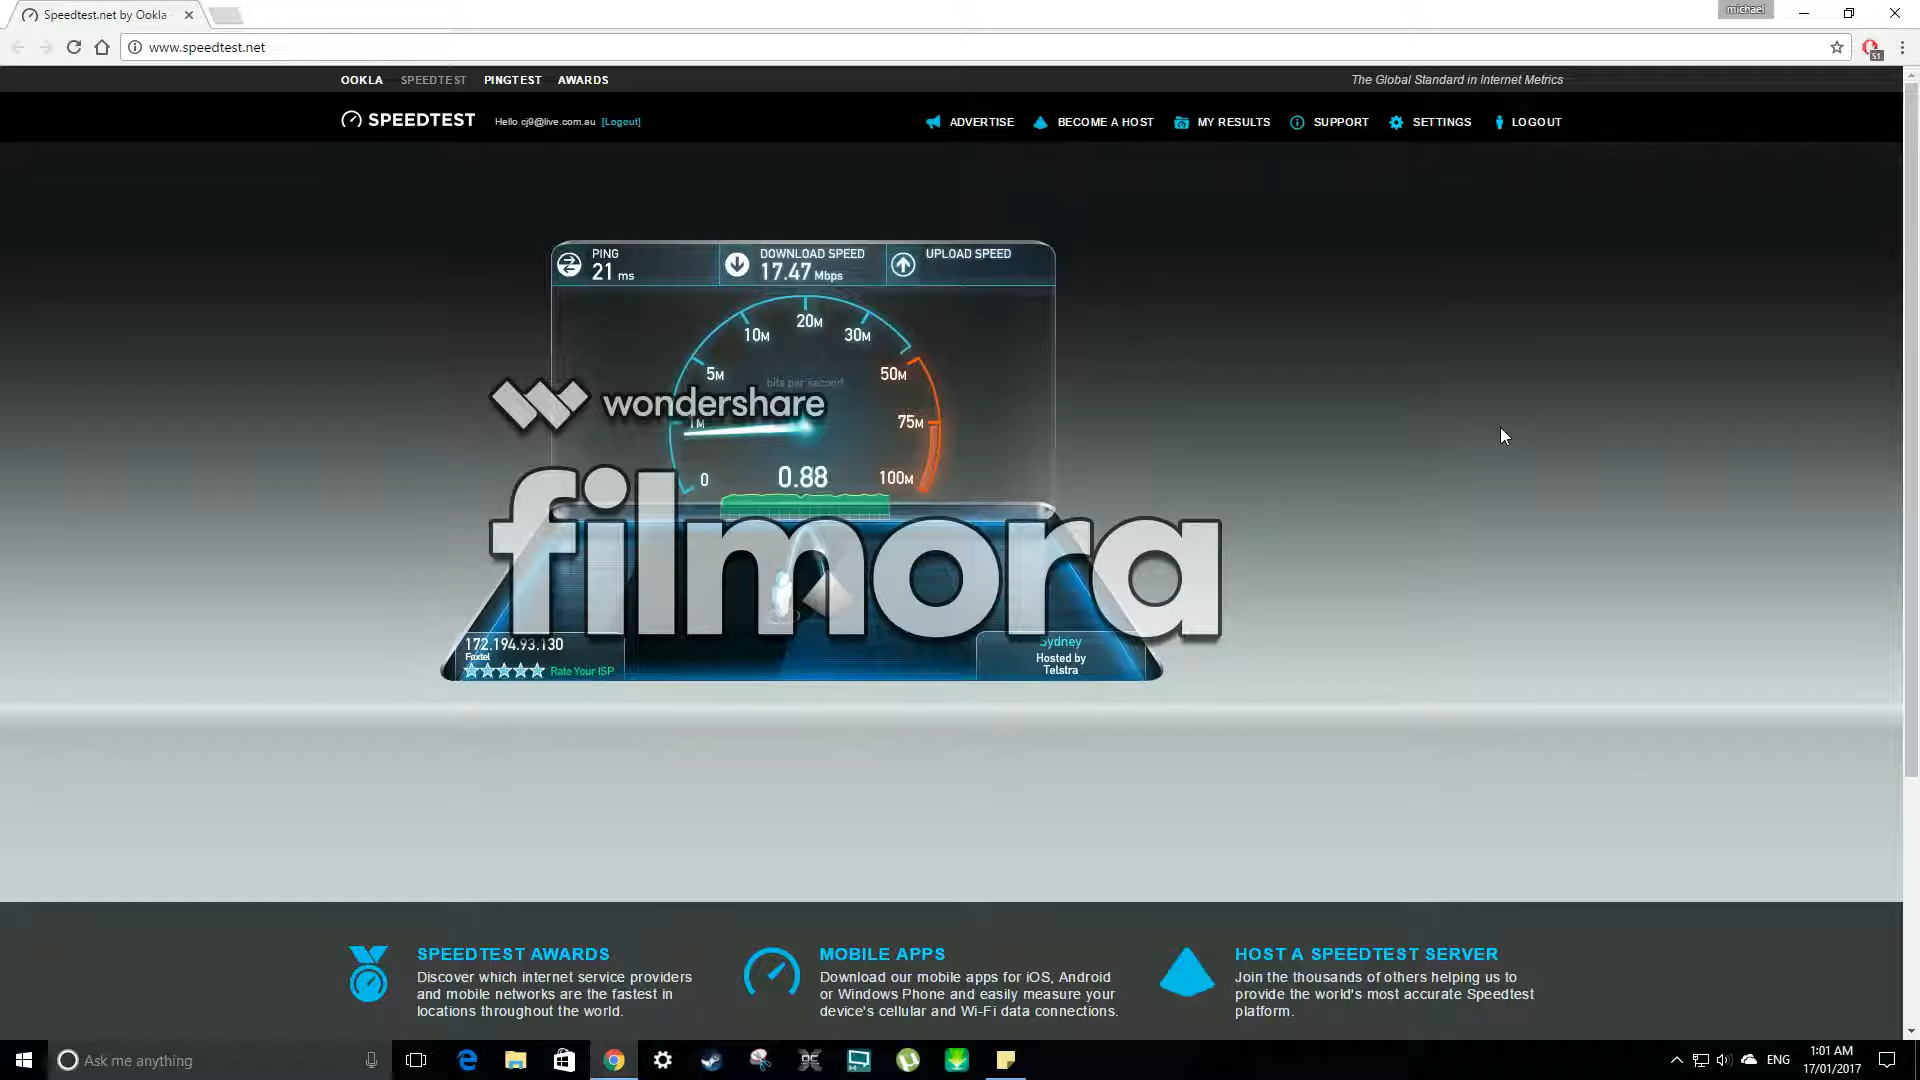 Speedtest.net by Ookla
michael
www.speedtest.net
51
OOKLA SPEEDTEST PINGTEST AWARDS
The Global Standard in Internet Metrics
SPEEDTEST
Hello cj9@live.com.au [Logout]
ADVERTISE BECOME A HOST MY RESULTS SUPPORT SETTINGS LOGOUT
PING
21 ms
DOWNLOAD SPEED
17.47 Mbps
UPLOAD SPEED
20M
10M 30M
5M 50M
bits per second
wondershare
1M 75M
0 0.88 100M
filmora
172.194.93.130
Foxtel
Rate Your ISP
Sydney
Hosted by
Telstra
SPEEDTEST AWARDS
Discover which internet service providers
and mobile networks are the fastest in
locations throughout the world.
MOBILE APPS
Download our mobile apps for iOS, Android
or Windows Phone and easily measure your
device's cellular and Wi-Fi data connections.
HOST A SPEEDTEST SERVER
Join the thousands of others helping us to
provide the world's most accurate Speedtest
platform.
Ask me anything
ENG
1:01 AM
17/01/2017